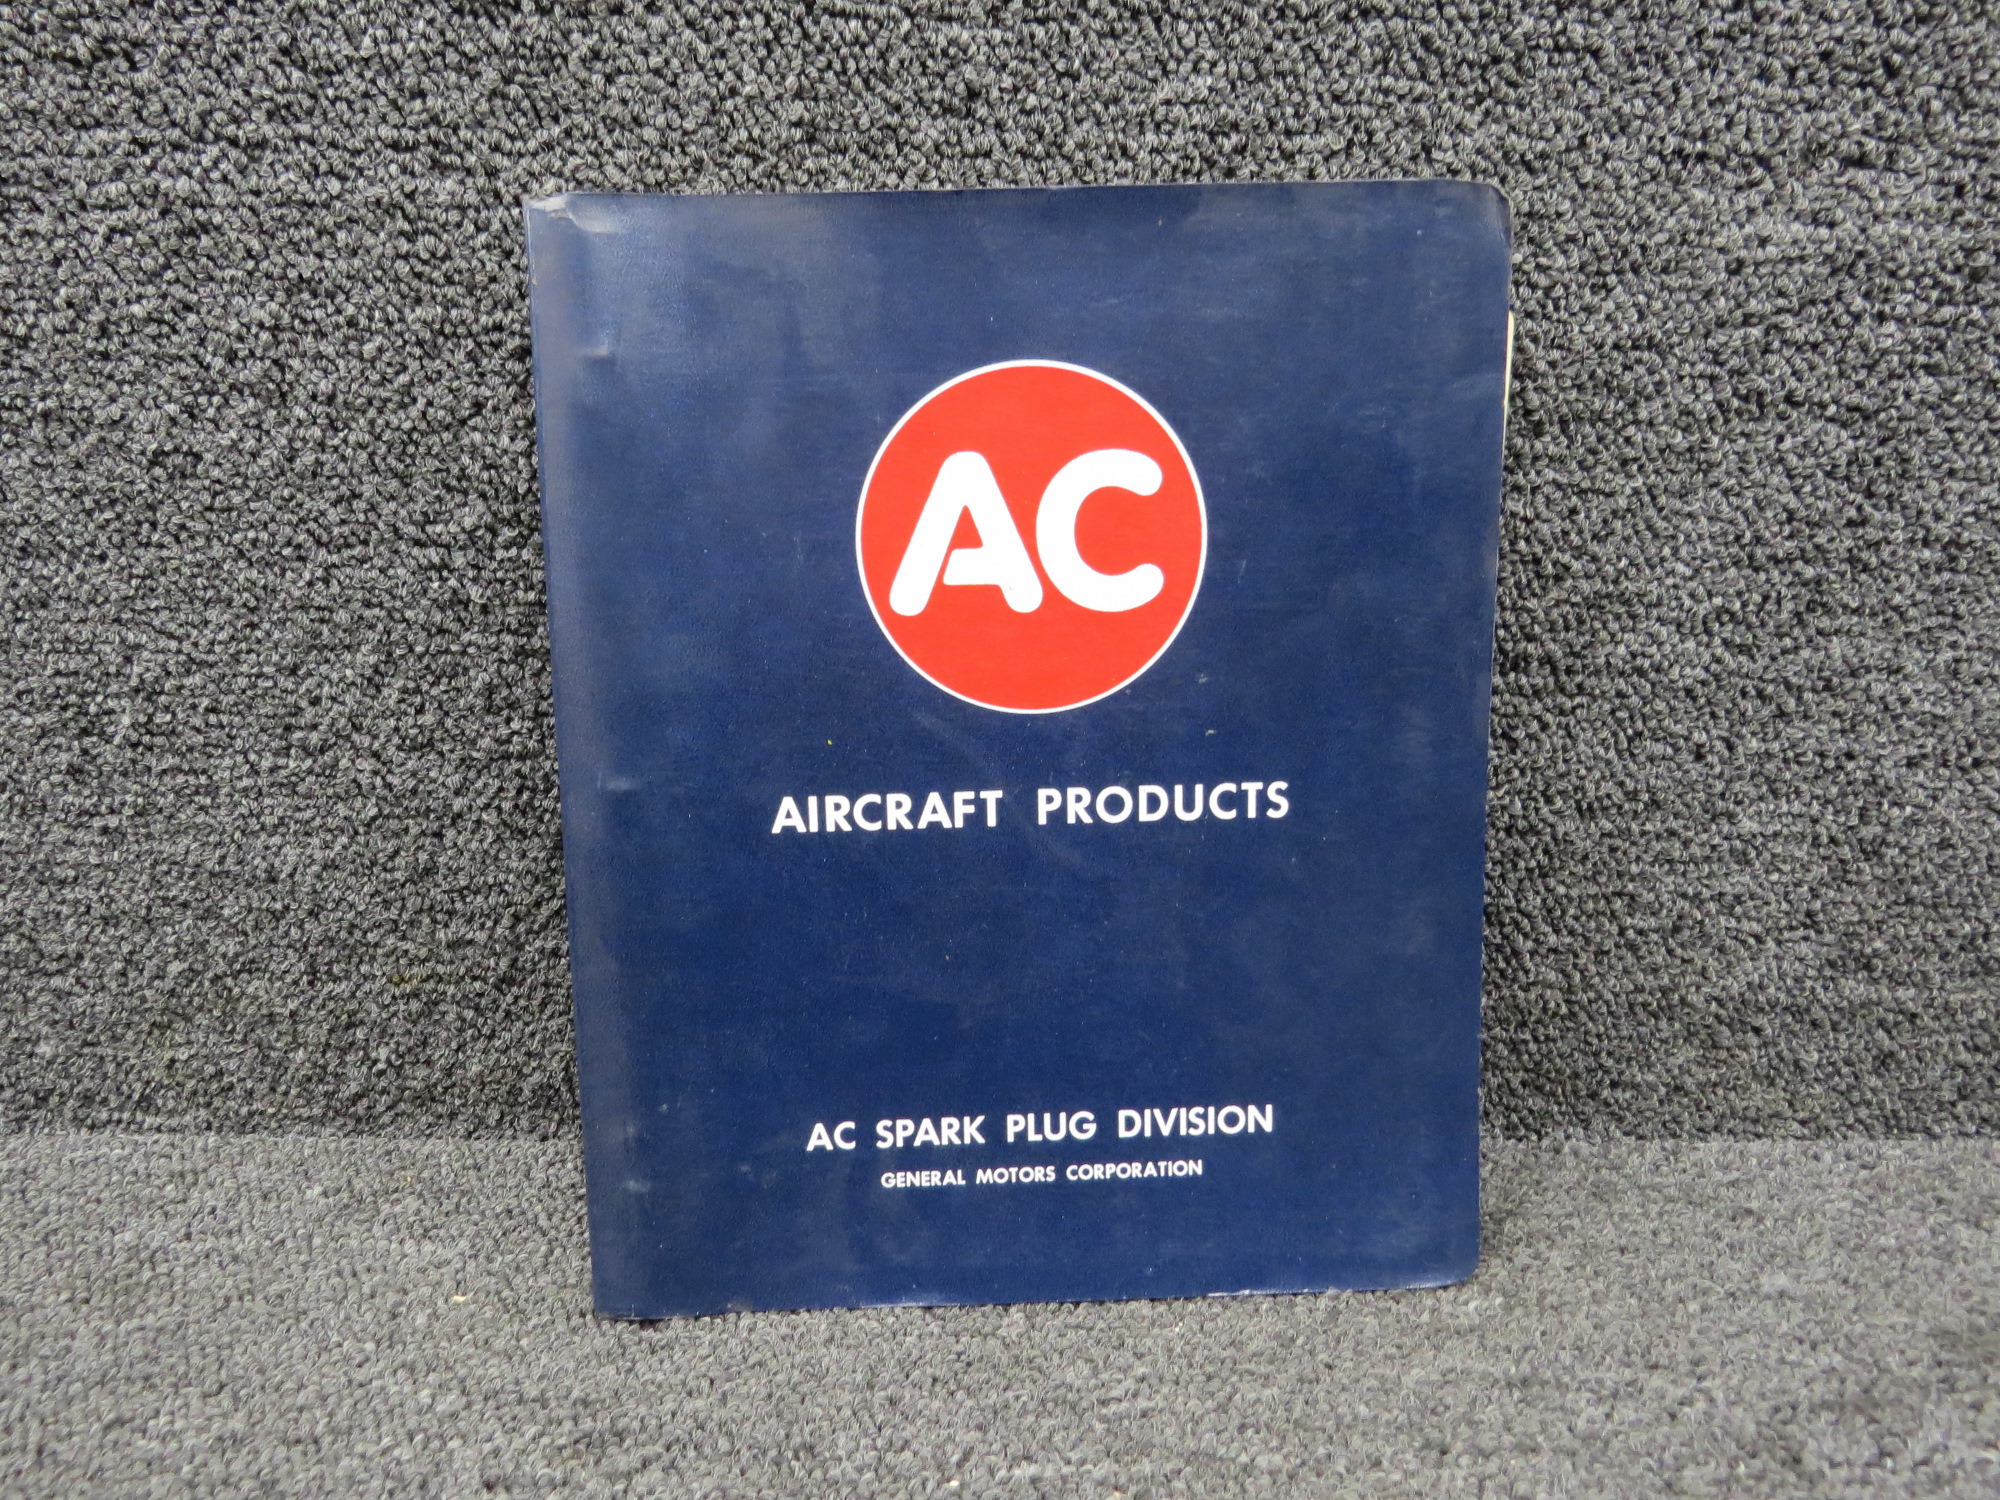 AC
AIRCRAFT PRODUCTS
AC SPARK PLUG DIVISION
GENERAL MOTORS CORPORATION